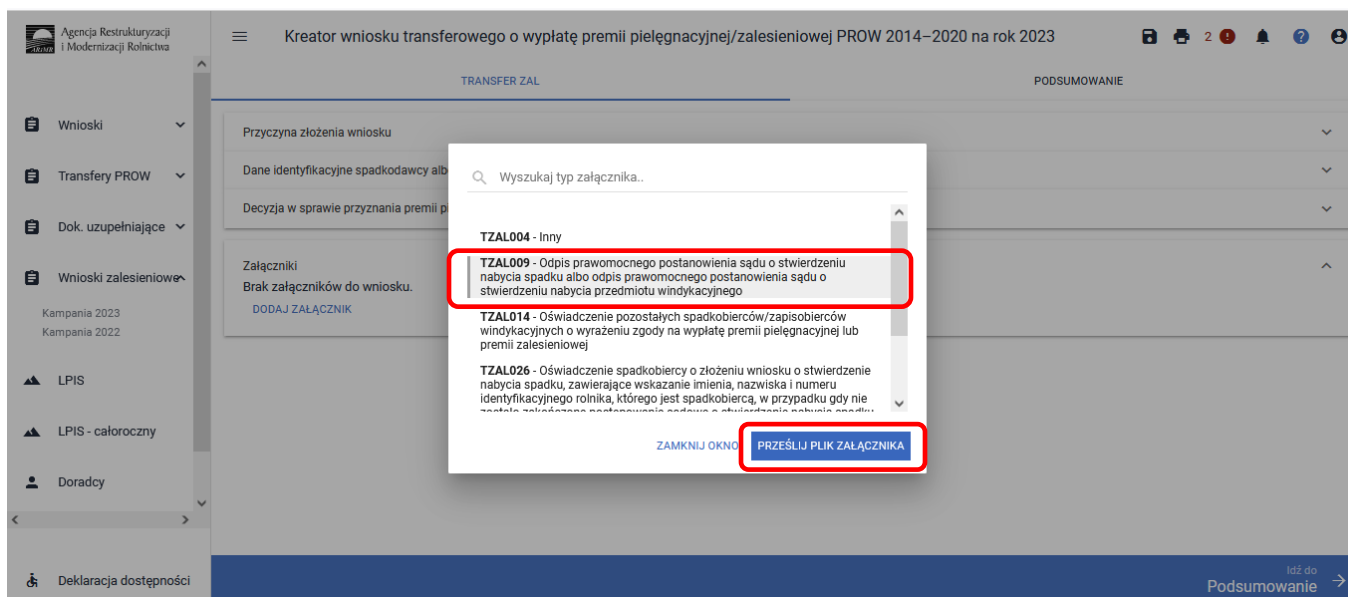 Agencja Restrukturyzacji
i Modernizacji Rolnictwa
ARiMR
Kreator wniosku transferowego o wypłatę premii pielęgnacyjnej/zalesieniowej PROW 2014–2020 na rok 2023
2
TRANSFER ZAL
PODSUMOWANIE
Wnioski
Transfery PROW
Dok. uzupełniające
Wnioski zalesieniowe
Kampania 2023
Kampania 2022
LPIS
LPIS - całoroczny
Doradcy
Deklaracja dostępności
Przyczyna złożenia wniosku
Dane identyfikacyjne spadkodawcy alb
Decyzja w sprawie przyznania premii pi
Załączniki
Brak załączników do wniosku.
DODAJ ZAŁĄCZNIK
Wyszukaj typ załącznika..
TZAL004 - Inny
TZAL009 - Odpis prawomocnego postanowienia sądu o stwierdzeniu
nabycia spadku albo odpis prawomocnego postanowienia sądu o
stwierdzeniu nabycia przedmiotu windykacyjnego
TZAL014 - Oświadczenie pozostałych spadkobierców/zapisobierców
windykacyjnych o wyrażeniu zgody na wypłatę premii pielęgnacyjnej lub
premii zalesieniowej
TZAL026 - Oświadczenie spadkobiercy o złożeniu wniosku o stwierdzenie
nabycia spadku, zawierające wskazanie imienia, nazwiska i numeru
identyfikacyjnego rolnika, którego jest spadkobiercą, w przypadku gdy nie
ZAMKNIJ OKNO
PRZEŚLIJ PLIK ZAŁĄCZNIKA
Idź do
Podsumowanie